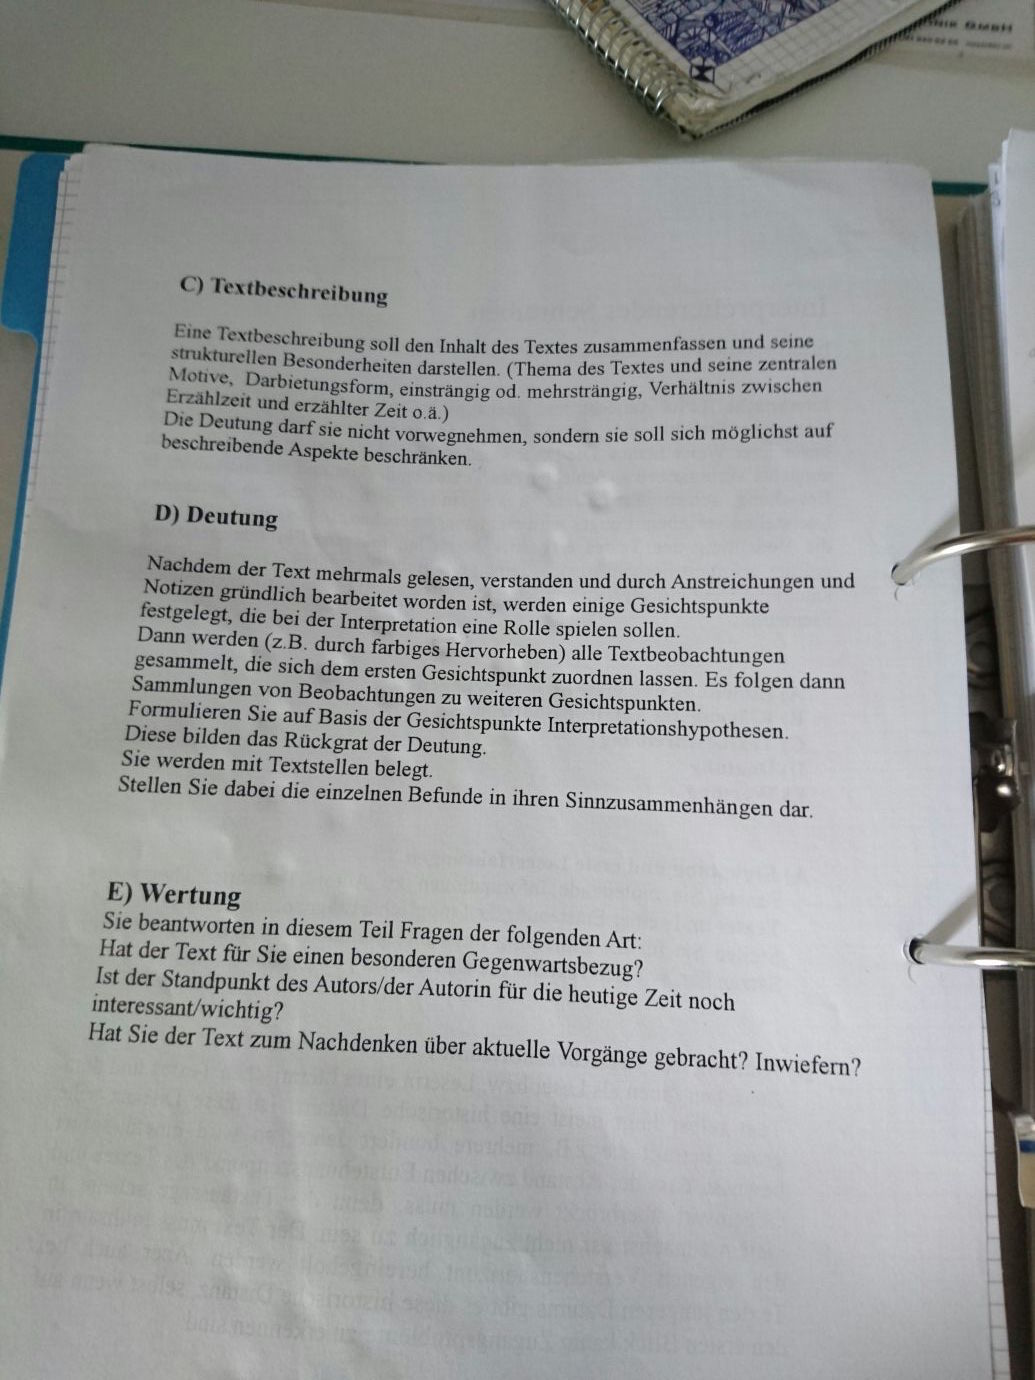 GMBH
C) Textbeschreibung
Eine Textbeschreibung soll den Inhalt des Textes zusammenfassen und seine
strukturellen Besonderheiten darstellen. (Thema des Textes und seine zentralen
Motive, Darbietungsform, einsträngig od. mehrsträngig, Verhältnis zwischen
Erzählzeit und erzählter Zeit o.ä.)
Die Deutung darf sie nicht vorwegnehmen, sondern sie soll sich möglichst auf
beschreibende Aspekte beschränken.
D) Deutung
Nachdem der Text mehrmals gelesen, verstanden und durch Anstreichungen und
Notizen gründlich bearbeitet worden ist, werden einige Gesichtspunkte
festgelegt, die bei der Interpretation eine Rolle spielen sollen.
Dann werden (z.B. durch farbiges Hervorheben) alle Textbeobachtungen
gesammelt, die sich dem ersten Gesichtspunkt zuordnen lassen. Es folgen dann
Sammlungen von Beobachtungen zu weiteren Gesichtspunkten.
Formulieren Sie auf Basis der Gesichtspunkte Interpretationshypothesen.
Diese bilden das Rückgrat der Deutung.
Sie werden mit Textstellen belegt.
Stellen Sie dabei die einzelnen Befunde in ihren Sinnzusammenhängen dar.
E) Wertung
Sie beantworten in diesem Teil Fragen der folgenden Art:
Hat der Text für Sie einen besonderen Gegenwartsbezug?
Ist der Standpunkt des Autors/der Autorin für die heutige Zeit noch
interessant/wichtig?
Hat Sie der Text zum Nachdenken über aktuelle Vorgänge gebracht? Inwiefern?